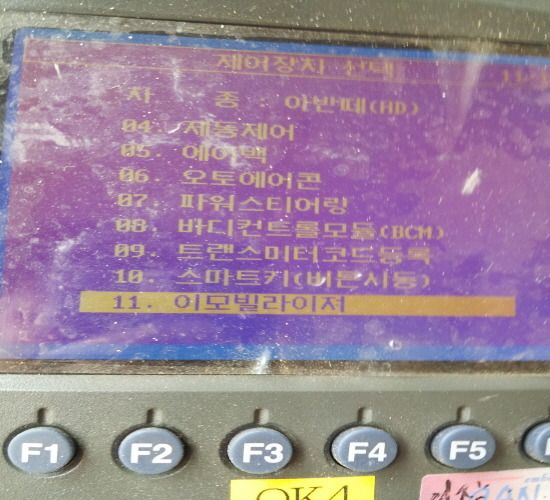 제어장치 선택
차 종 : 아반떼(HD)
04. 제동제어
05. 에어백
06. 오토에어콘
07. 파워스티어링
08. 바디컨트롤모듈(BCM)
09. 트랜스미터코드등록
10. 스마트키(버튼시동)
11. 이모빌라이저
F1 F2 F3 F4 F5